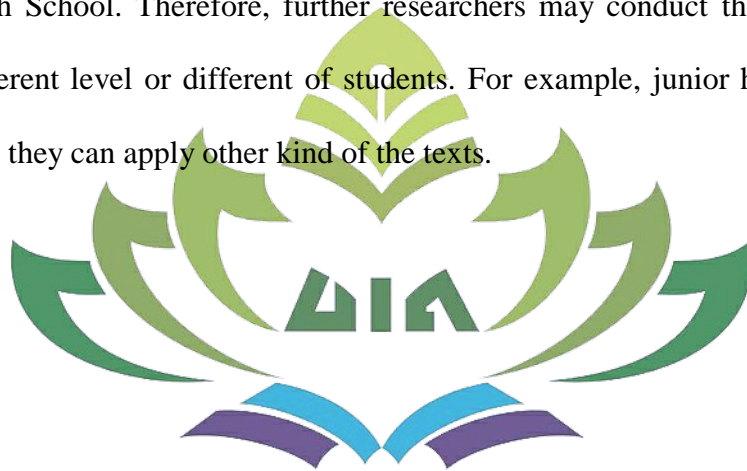 h School. Therefore, further researchers may conduct th
erent level or different of students. For example, junior h
they can apply other kind of the texts.
UIN